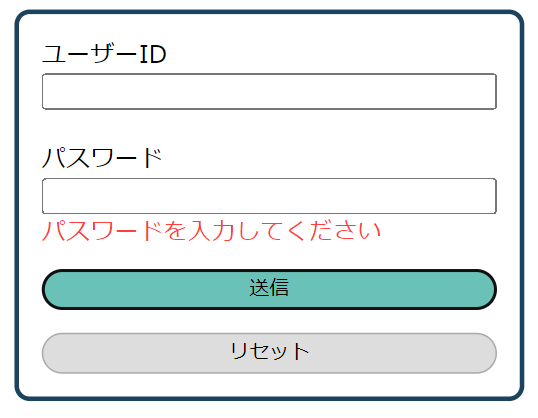 ユーザーID
パスワード
パスワードを入力してください
送信
リセット